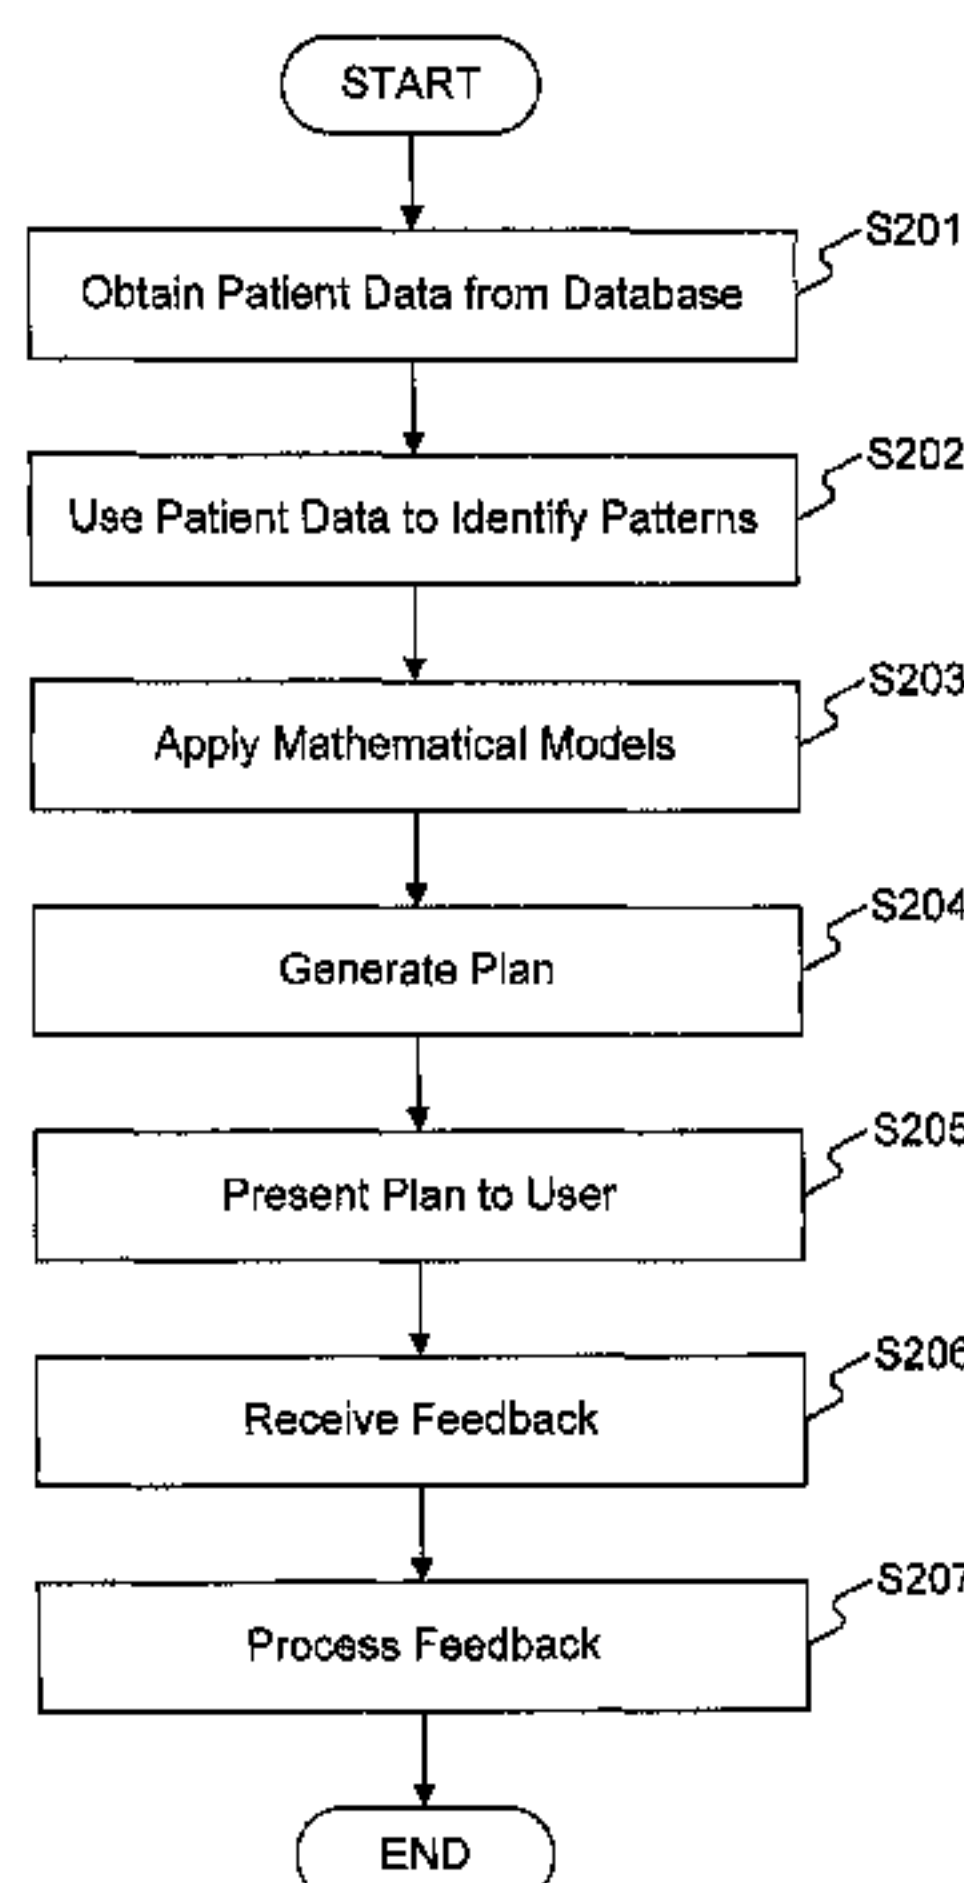 START
S201
Obtain Patient Data from Database
S202
Use Patient Data to Identify Patterns
S203
Apply Mathematical Models
S204
Generate Plan
S205
Present Plan to User
S206
Receive Feedback
S207
Process Feedback
END